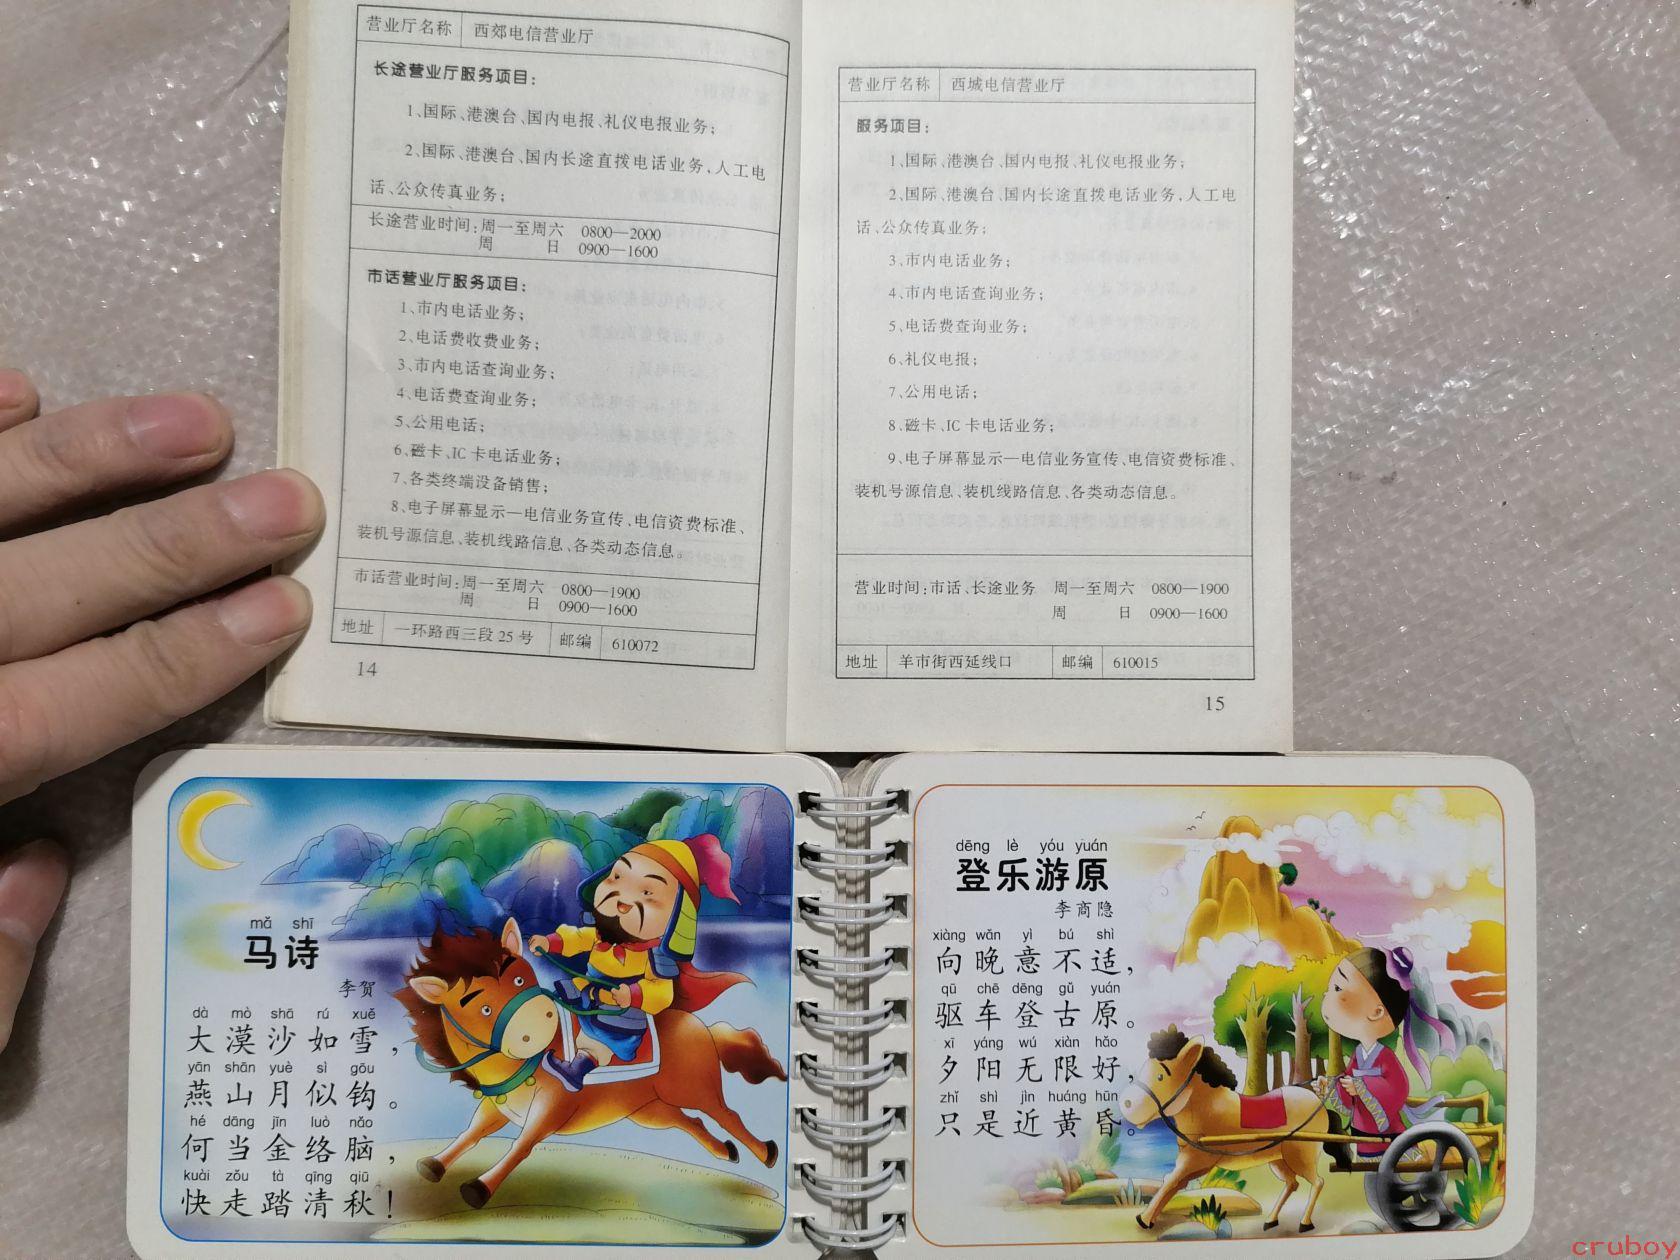 营业厅名称 西郊电信营业厅
长途营业厅服务项目：
1、国际、港澳台、国内电报、礼仪电报业务；
2、国际、港澳台、国内长途直拨电话业务，人工电
话、公众传真业务；
长途营业时间：周一至周六 0800—2000
周 日 0900—1600
市话营业厅服务项目：
1、市内电话业务；
2、电话费收费业务；
3、市内电话查询业务；
4、电话费查询业务；
5、公用电话；
6、磁卡、IC 卡电话业务；
7、各类终端设备销售；
8、电子屏幕显示—电信业务宣传、电信资费标准、
装机号源信息、装机线路信息、各类动态信息。
市话营业时间：周一至周六 0800—1900
周 日 0900—1600
地址 一环路西三段 25 号 邮编 610072
14
营业厅名称 西城电信营业厅
服务项目：
1、国际、港澳台、国内电报、礼仪电报业务；
2、国际、港澳台、国内长途直拨电话业务，人工电
话、公众传真业务；
3、市内电话业务；
4、市内电话查询业务；
5、电话费查询业务；
6、礼仪电报；
7、公用电话；
8、磁卡、IC 卡电话业务；
9、电子屏幕显示—电信业务宣传、电信资费标准、
装机号源信息、装机线路信息、各类动态信息。
营业时间：市话、长途业务 周一至周六 0800—1900
周 日 0900—1600
地址 羊市街西延线口 邮编 610015
15
mǎ shī
马诗
李贺
dà mò shā rú xuě
大漠沙如雪，
yān shān yuè sì gōu
燕山月似钩。
hé dāng jīn luò nǎo
何当金络脑，
kuài zǒu tà qīng qiū
快走踏清秋！
dēng lè yóu yuán
登乐游原
李商隐
xiàng wǎn yì bú shì
向晚意不适，
qū chē dēng gǔ yuán
驱车登古原。
xī yáng wú xiàn hǎo
夕阳无限好，
zhǐ shì jìn huáng hūn
只是近黄昏。
cruboy